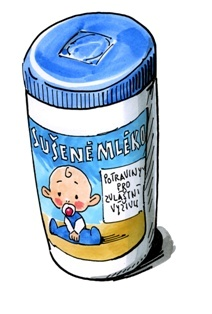 SUŠENÉ MLÉKO
POTRAVINY
PRO
ZVLÁŠTNÍ
VÝŽIVU